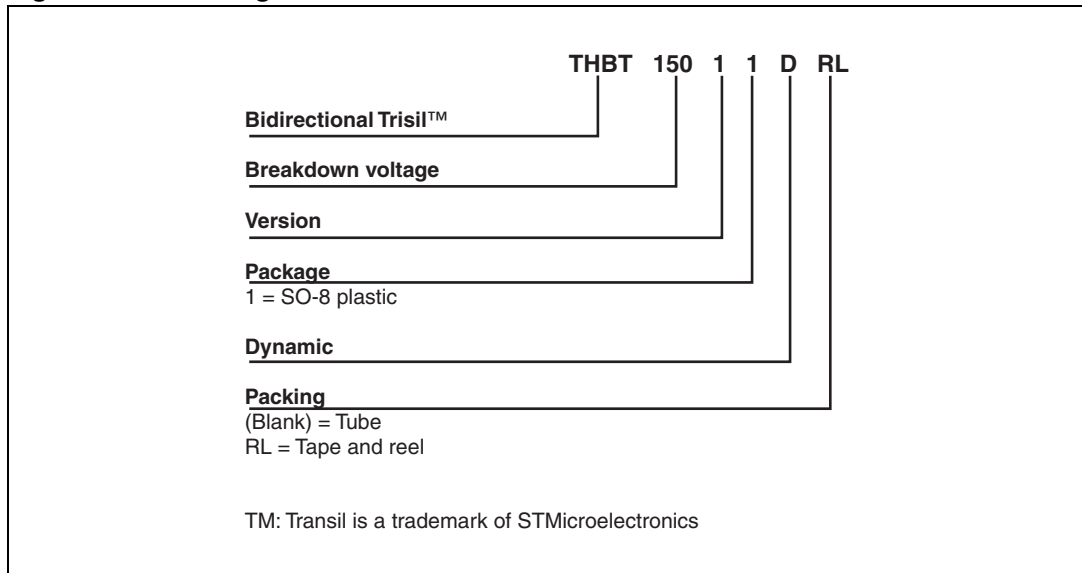 THBT 150 1 1 D RL
Bidirectional Trisil™
Breakdown voltage
Version
Package
1 = SO-8 plastic
Dynamic
Packing
(Blank) = Tube
RL = Tape and reel
TM: Transil is a trademark of STMicroelectronics